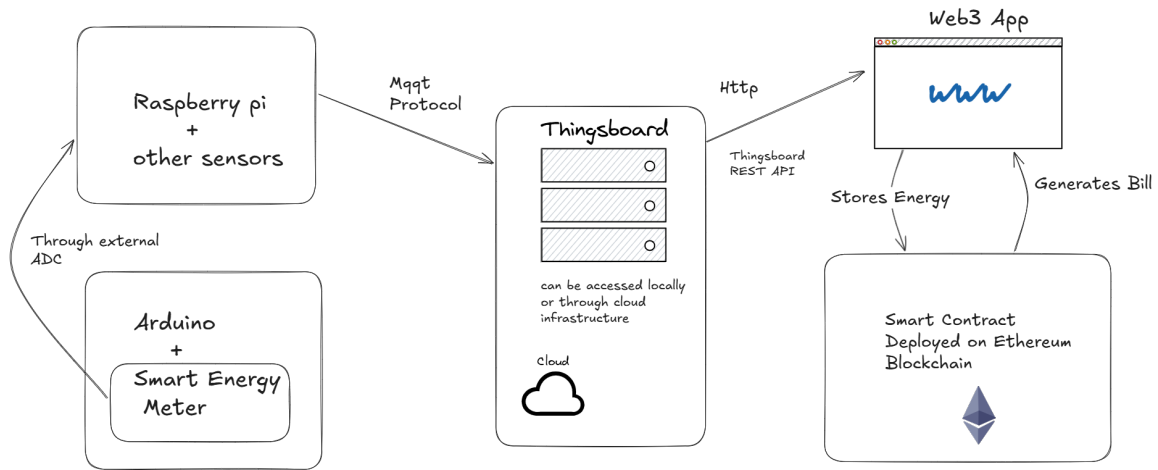 Raspberry pi
+
other sensors
Through external
ADC
Arduino
+
Smart Energy
Meter
Mqqt
Protocol
Thingsboard
can be accessed locally
or through cloud
infrastructure
Cloud
Http
Thingsboard
REST API
Web3 App
www
Stores Energy
Generates Bill
Smart Contract
Deployed on Ethereum
Blockchain